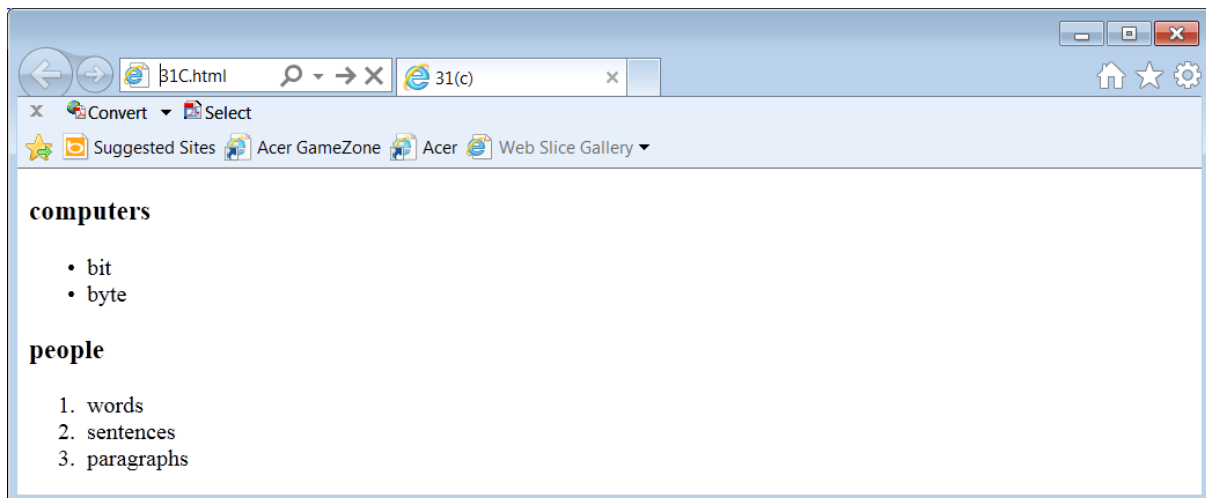 31C.html
31(c)
Convert Select
Suggested Sites Acer GameZone Acer Web Slice Gallery
computers
• bit
• byte
people
1. words
2. sentences
3. paragraphs